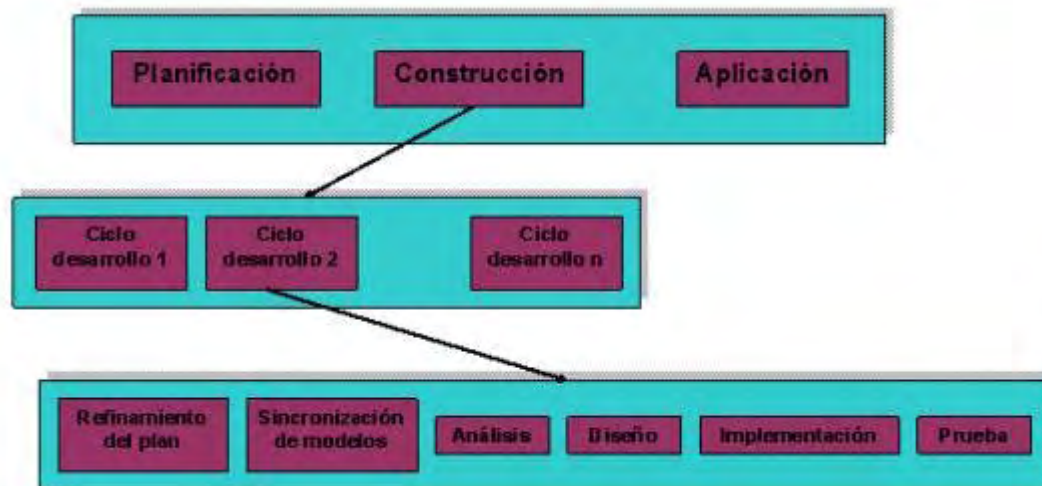 Planificación
Construcción
Aplicación
Ciclo
desarrollo 1
Ciclo
desarrollo 2
Ciclo
desarrollo n
Refinamiento
del plan
Sincronización
de modelos
Análisis
Diseño
Implementación
Prueba